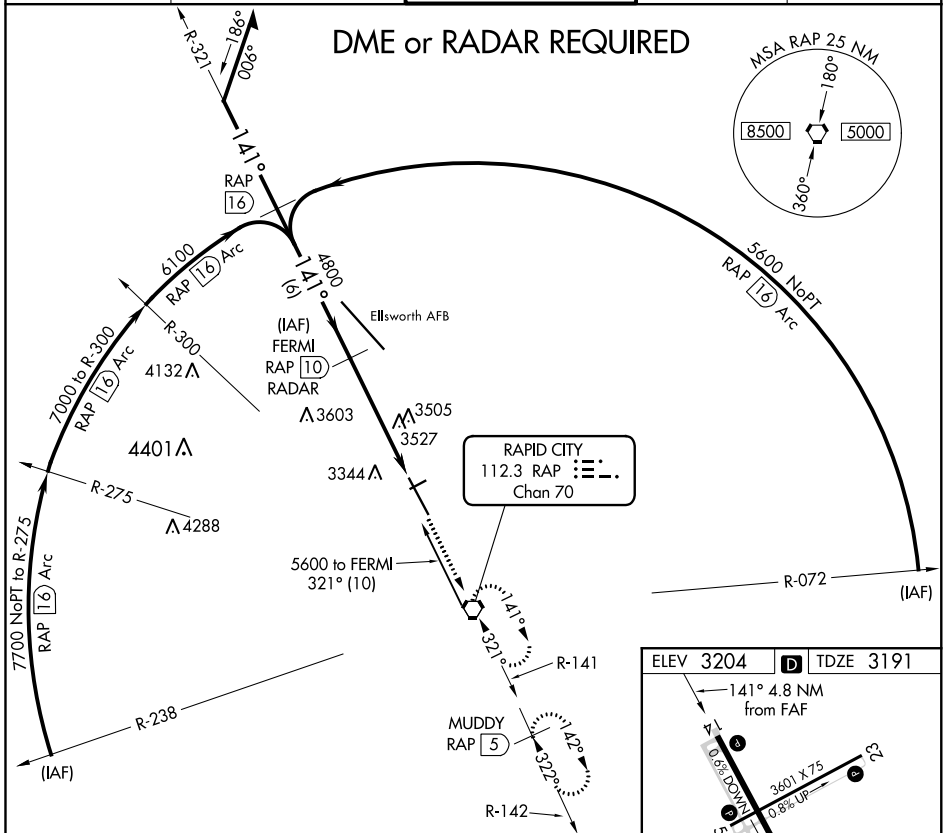 DME or RADAR REQUIRED
R-321
186°
006°
MSA RAP 25 NM
180°
8500
5000
360°
141°
RAP
16
6100
RAP 16 Arc
5600 NoPT
RAP 16 Arc
4800
141°
(6)
Ellsworth AFB
(IAF)
FERMI
RAP 10
RADAR
7000 to R-300
RAP 16 Arc
R-300
4132
3603
3505
3527
4401
3344
RAPID CITY
112.3 RAP
Chan 70
R-275
4288
7700 NoPT to R-275
RAP 16 Arc
5600 to FERMI
321° (10)
R-072
(IAF)
141°
321°
R-141
R-238
(IAF)
MUDDY
RAP 5
142°
322°
R-142
ELEV 3204
D
TDZE 3191
141° 4.8 NM
from FAF
14
P
0.6% DOWN
3601 X 75
0.8% UP
23
P
P